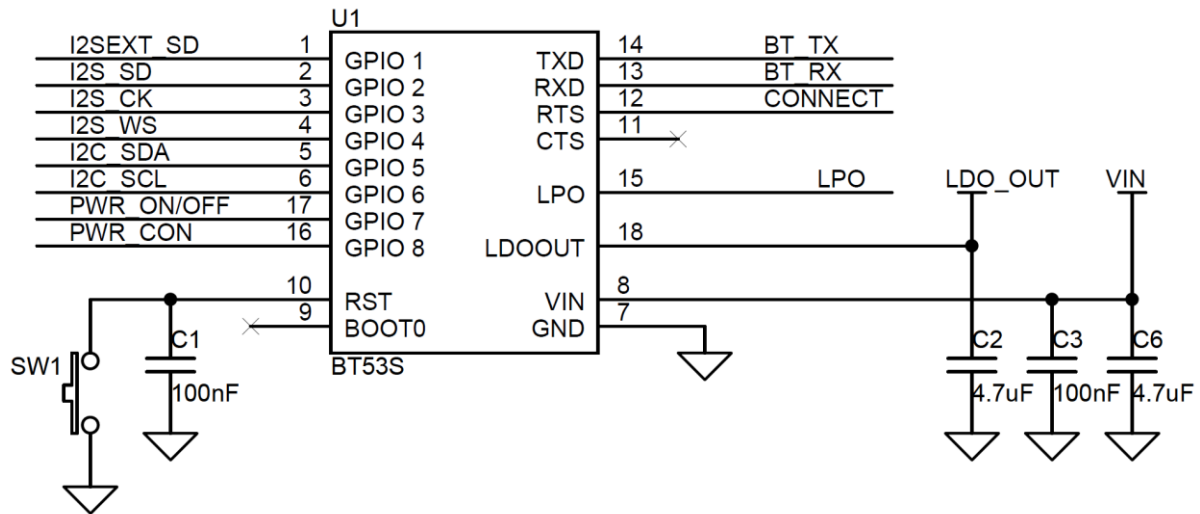 U1
I2SEXT_SD 1 GPIO 1 TXD 14 BT_TX
I2S_SD 2 GPIO 2 RXD 13 BT_RX
I2S_CK 3 GPIO 3 RTS 12 CONNECT
I2S_WS 4 GPIO 4 CTS 11
I2C_SDA 5 GPIO 5
I2C_SCL 6 GPIO 6 LPO 15 LPO LDO_OUT VIN
PWR_ON/OFF 17 GPIO 7
PWR_CON 16 GPIO 8 LDOOUT 18
10 RST VIN 8
9 BOOT0 GND 7
BT53S
SW1
C1
100nF
C2
4.7uF
C3
100nF
C6
4.7uF